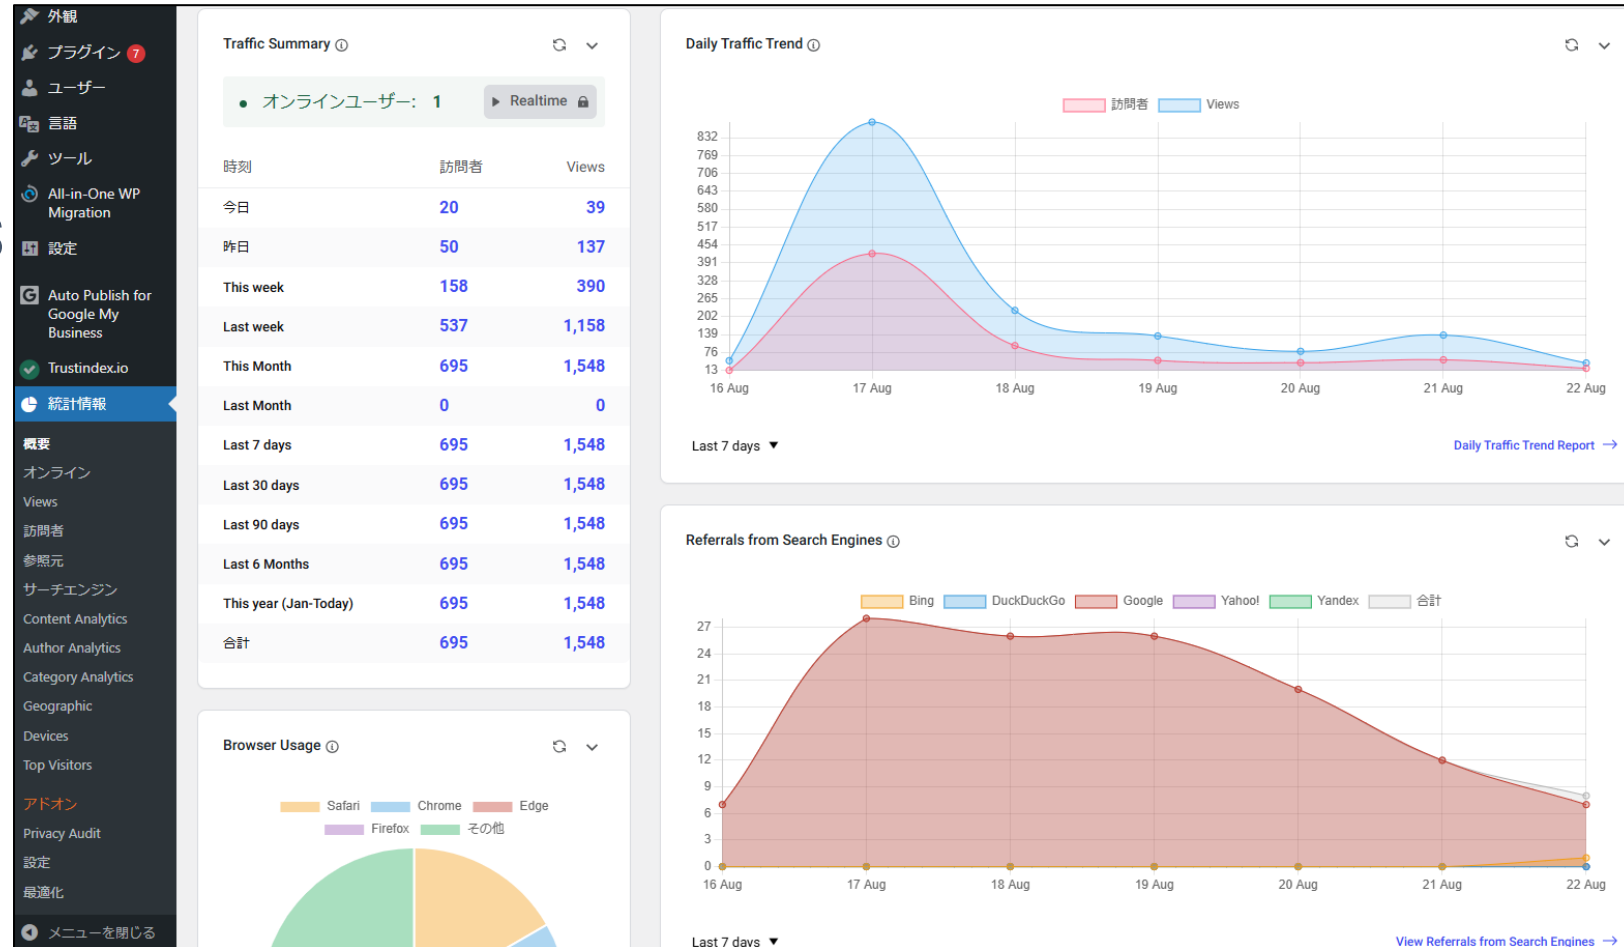 外観
プラグイン 7
ユーザー
言語
ツール
All-in-One WP
Migration
設定
Auto Publish for
Google My
Business
Trustindex.io
統計情報
概要
オンライン
Views
訪問者
参照元
サーチエンジン
Content Analytics
Author Analytics
Category Analytics
Geographic
Devices
Top Visitors
アドオン
Privacy Audit
設定
最適化
メニューを閉じる
Traffic Summary
オンラインユーザー: 1 Realtime
時刻 訪問者 Views
今日 20 39
昨日 50 137
This week 158 390
Last week 537 1,158
This Month 695 1,548
Last Month 0 0
Last 7 days 695 1,548
Last 30 days 695 1,548
Last 90 days 695 1,548
Last 6 Months 695 1,548
This year (Jan-Today) 695 1,548
合計 695 1,548
Browser Usage
Safari Chrome Edge
Firefox その他
Daily Traffic Trend
訪問者 Views
832
769
706
643
580
517
454
391
328
265
202
139
76
13
16 Aug 17 Aug 18 Aug 19 Aug 20 Aug 21 Aug 22 Aug
Last 7 days Daily Traffic Trend Report →
Referrals from Search Engines
Bing DuckDuckGo Google Yahoo! Yandex 合計
27
24
21
18
15
12
9
6
3
0
16 Aug 17 Aug 18 Aug 19 Aug 20 Aug 21 Aug 22 Aug
Last 7 days View Referrals from Search Engines →